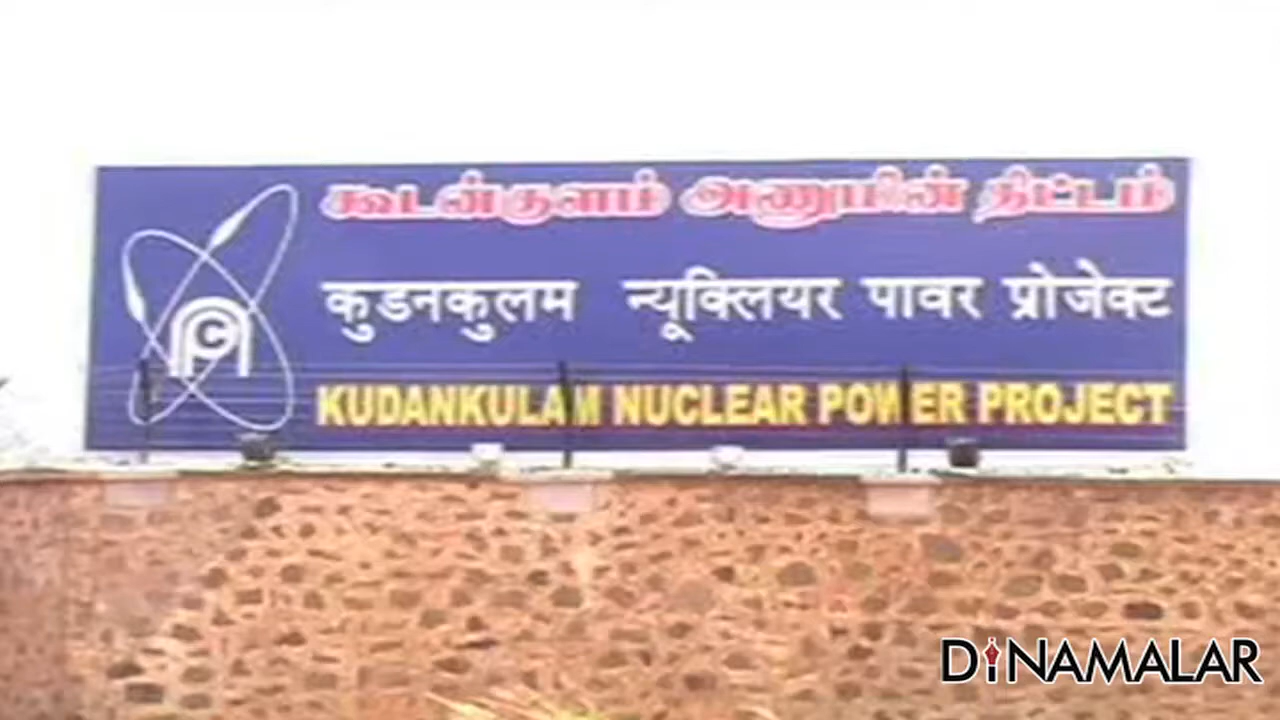 கூடன்குளம் அணுமின் திட்டம்
कुडनकुलम न्यूक्लियर पावर प्रोजेक्ट
KUDANKULAM NUCLEAR POWER PROJECT
DINAMALAR